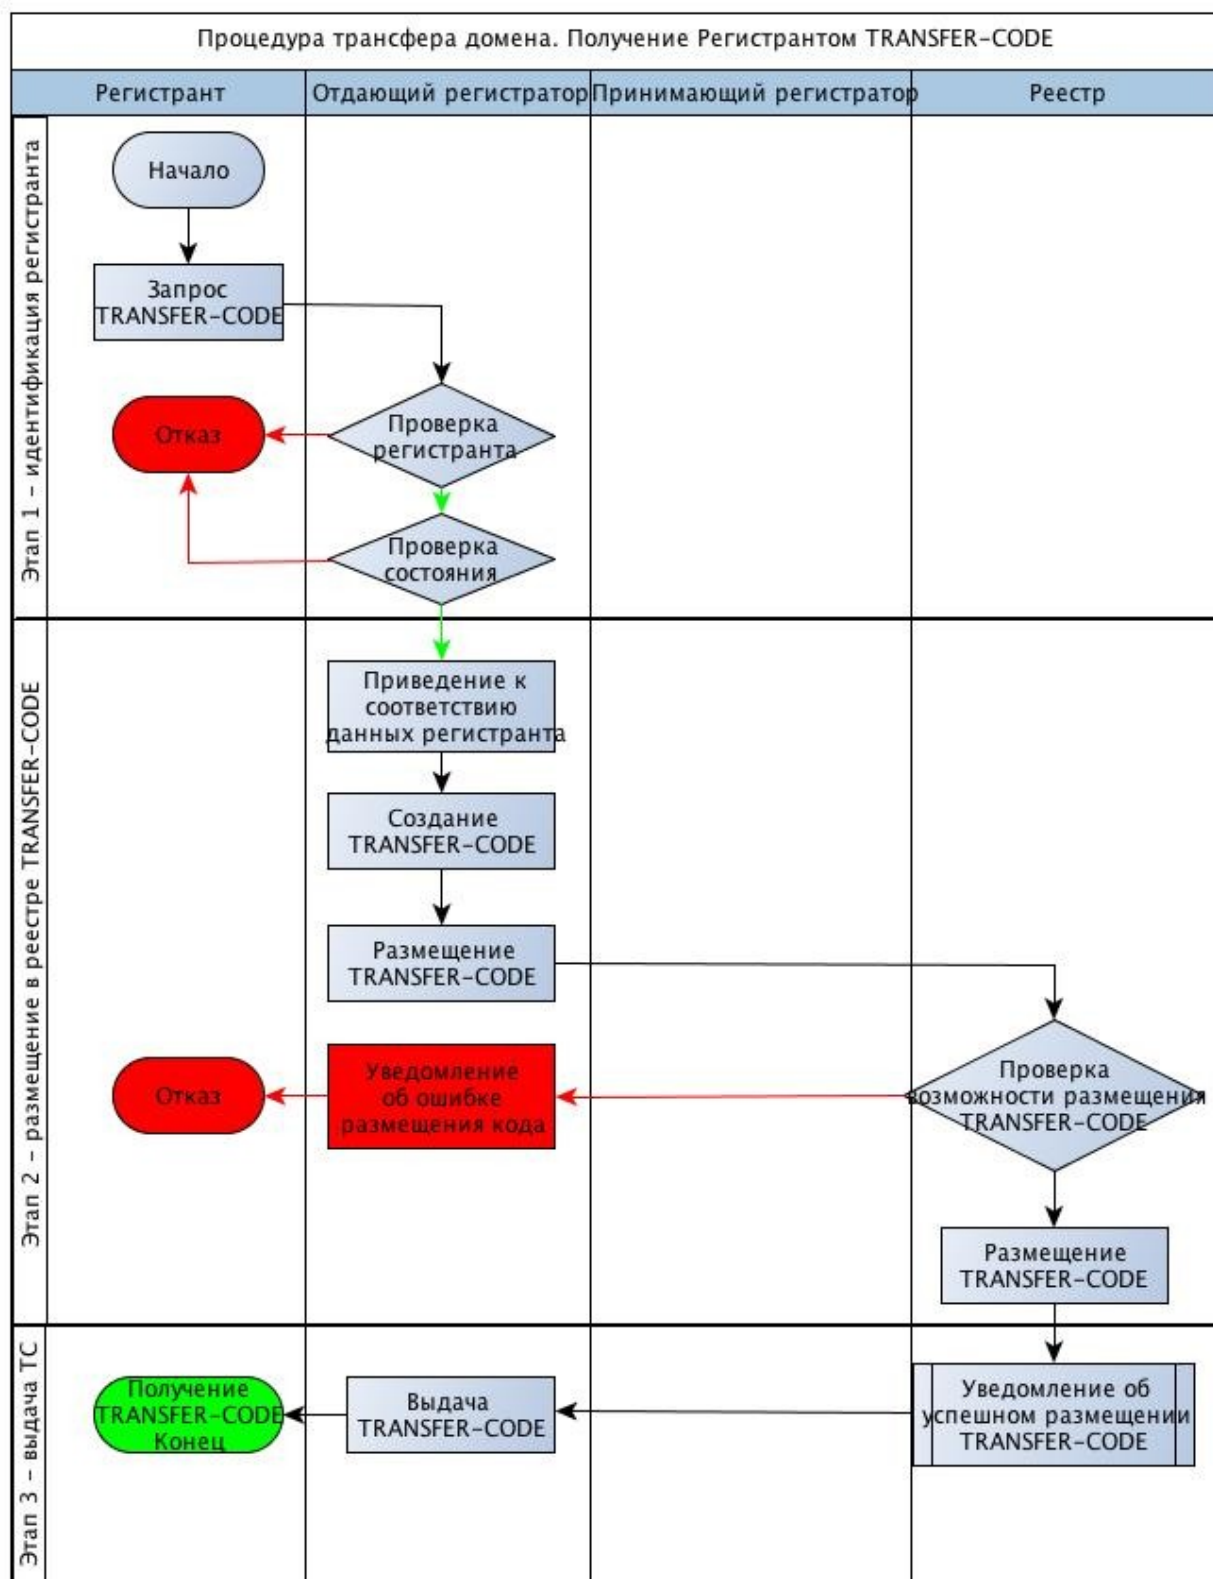 Процедура трансфера домена. Получение Регистрантом TRANSFER-CODE
Регистрант
Отдающий регистратор
Принимающий регистратор
Реестр
Этап 1 – идентификация регистранта
Начало
Запрос
TRANSFER-CODE
Проверка
регистранта
Отказ
Проверка
состояния
Этап 2 – размещение в реестре TRANSFER-CODE
Приведение к
соответствию
данных регистранта
Создание
TRANSFER-CODE
Размещение
TRANSFER-CODE
Проверка
возможности размещения
TRANSFER-CODE
Уведомление
об ошибке
размещения кода
Отказ
Размещение
TRANSFER-CODE
Этап 3 – выдача ТС
Уведомление об
успешном размещении
TRANSFER-CODE
Выдача
TRANSFER-CODE
Получение
TRANSFER-CODE
Конец